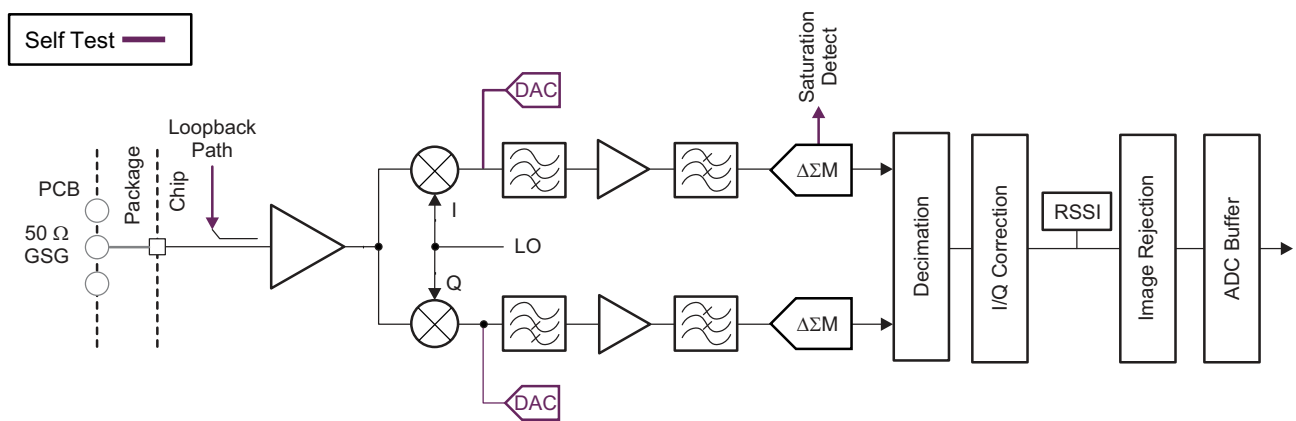 Self Test
Loopback
Path
PCB
Package
Chip
50 Ω
GSG
DAC
I
LO
Q
DAC
Saturation
Detect
ΔΣM
ΔΣM
Decimation
I/Q Correction
RSSI
Image Rejection
ADC Buffer